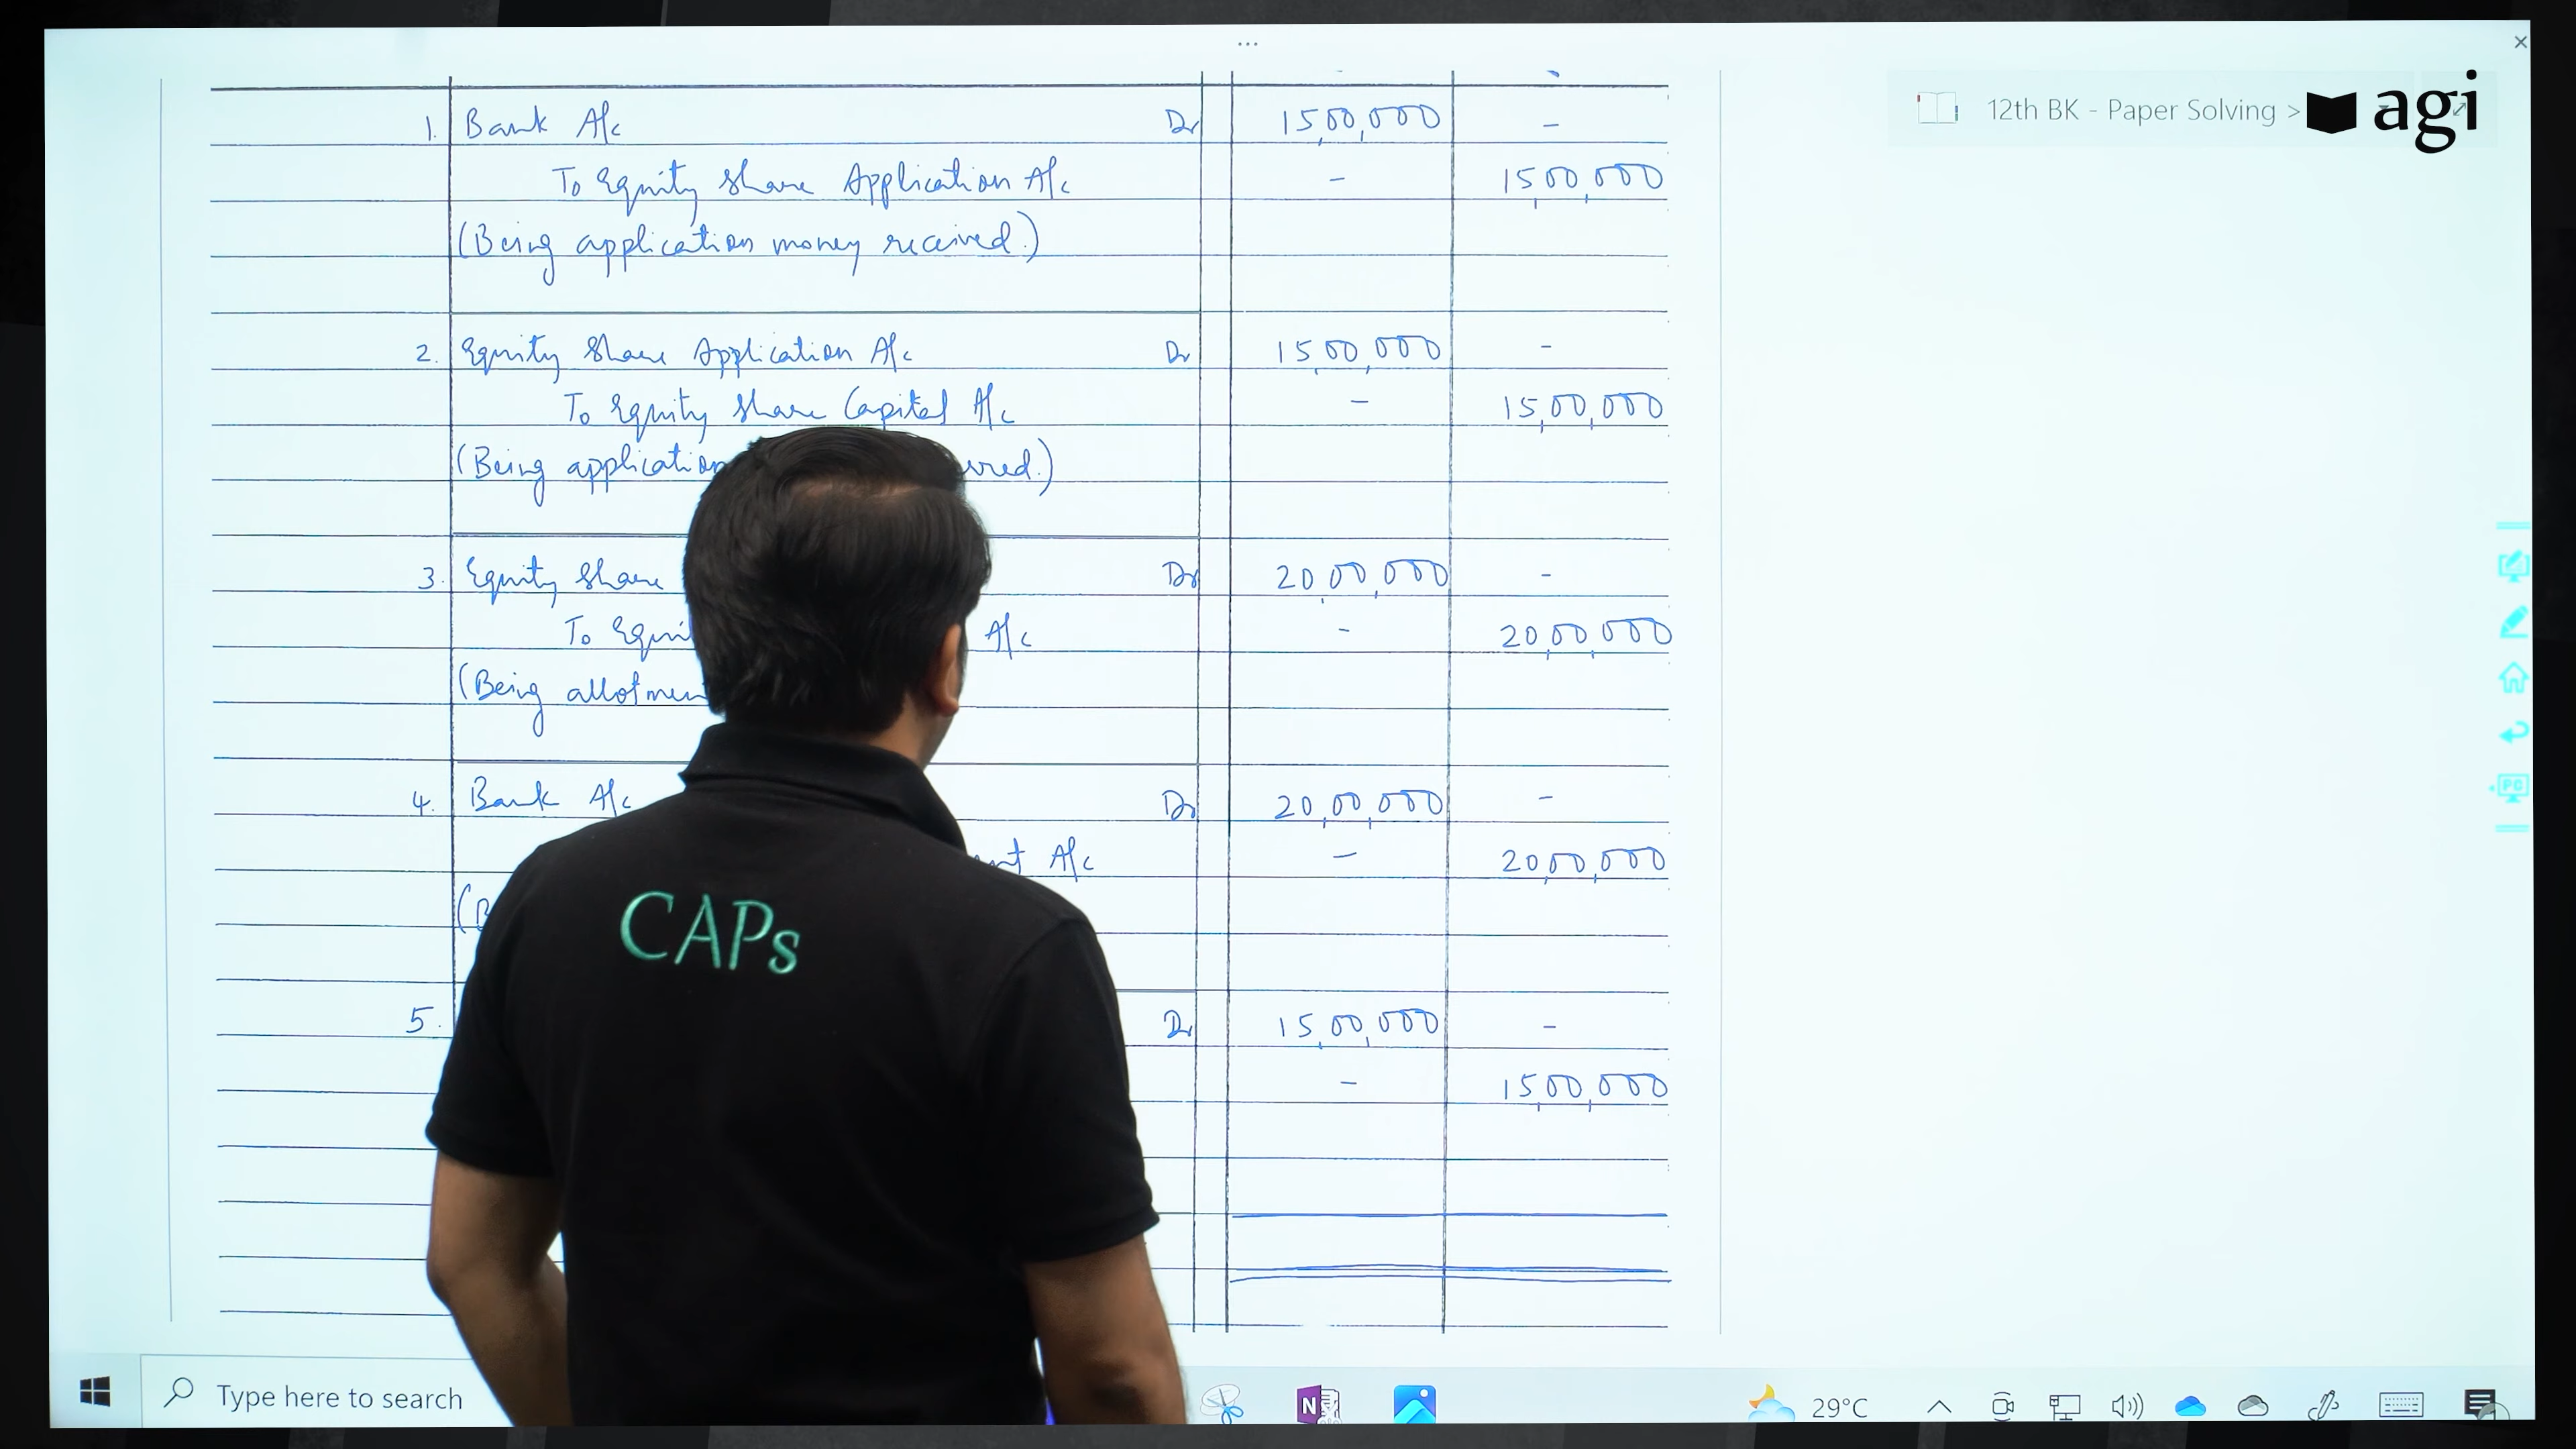 12th BK - Paper Solving >
agi
1. Bank A/c Dr 15,00,000 -
To Equity Share Application A/c - 15,00,000
(Being application money received.)
2. Equity Share Application A/c Dr 15,00,000 -
To Equity Share Capital A/c - 15,00,000
(Being application
3. Equity Share Dr 20,00,000 -
To A/c - 20,00,000
(Being
4. Bank A/c Dr 20,00,000 -
A/c - 20,00,000
5. Dr 15,00,000 -
- 15,00,000
CAPs
Type here to search
29°C